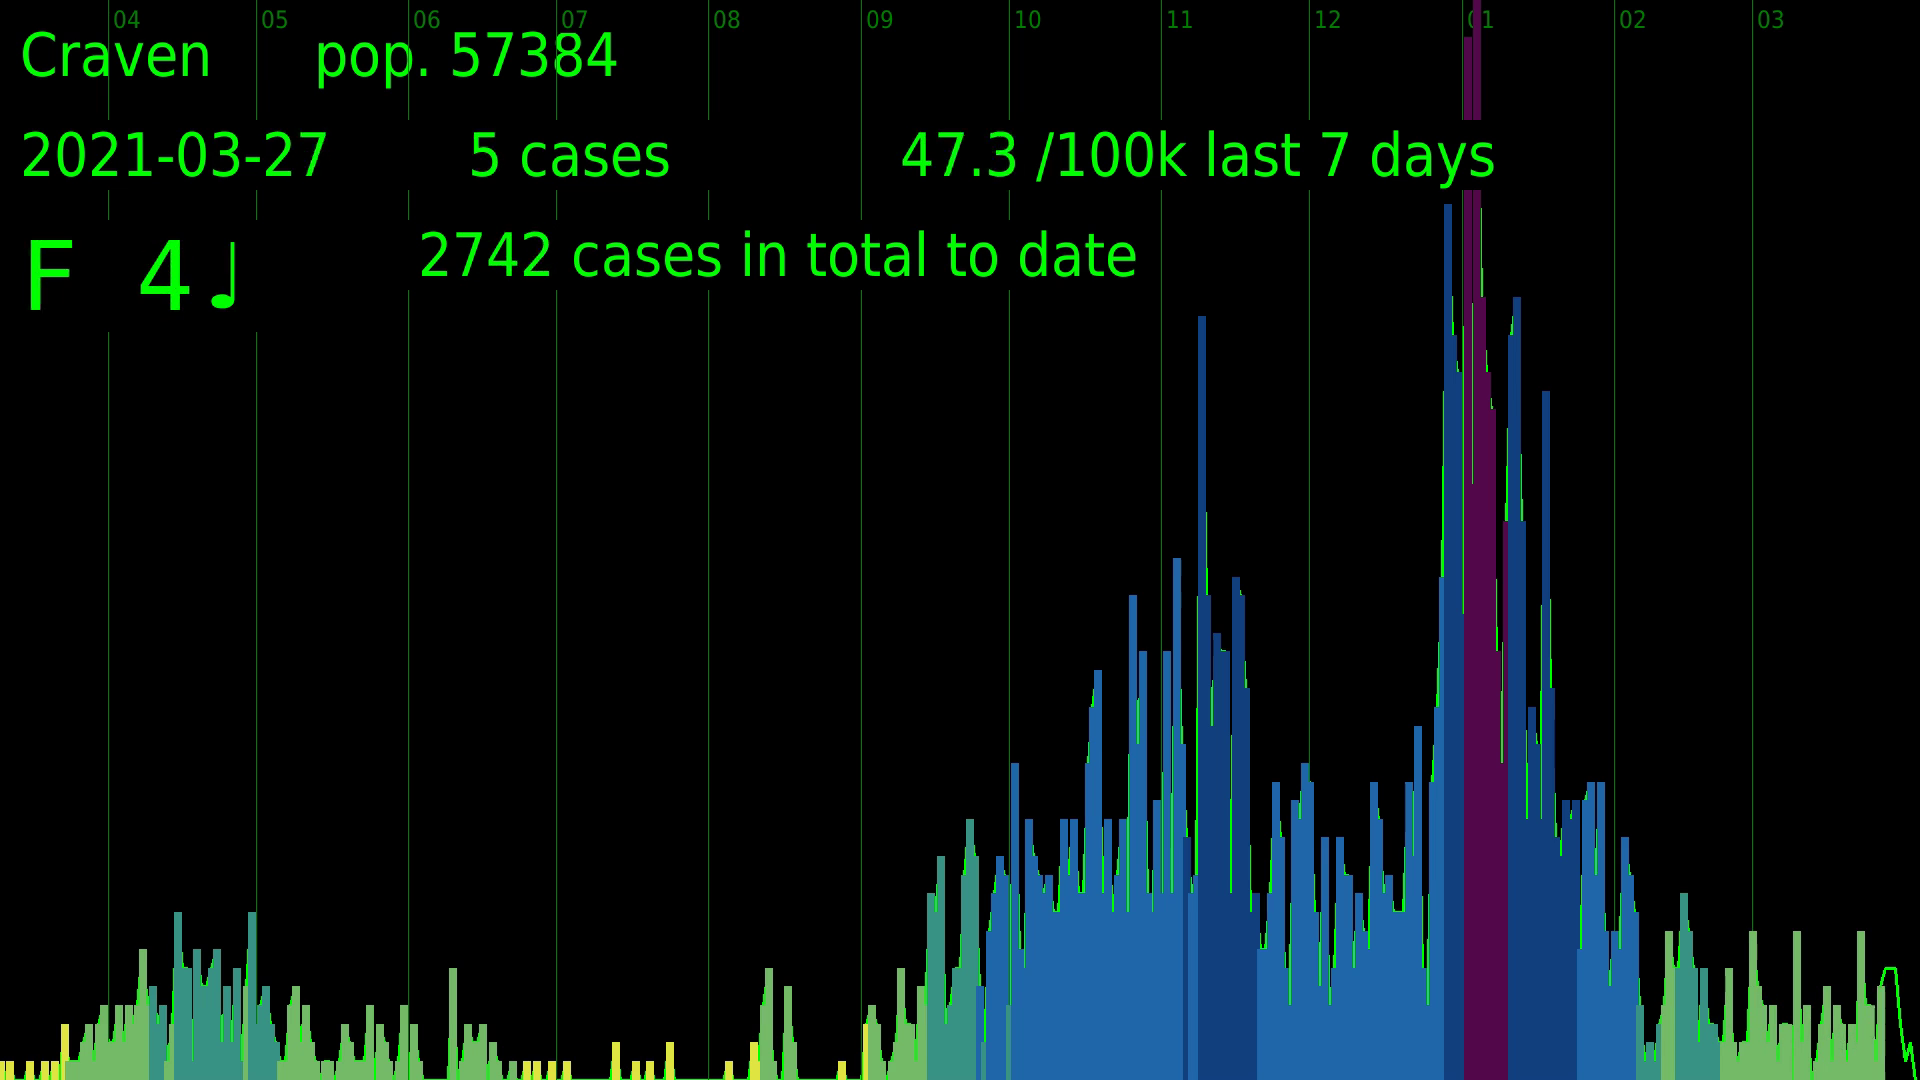 04 05 06 07 08 09 10 11 12 01 02 03
Craven pop. 57384
2021-03-27 5 cases 47.3 /100k last 7 days
F 4♩ 2742 cases in total to date